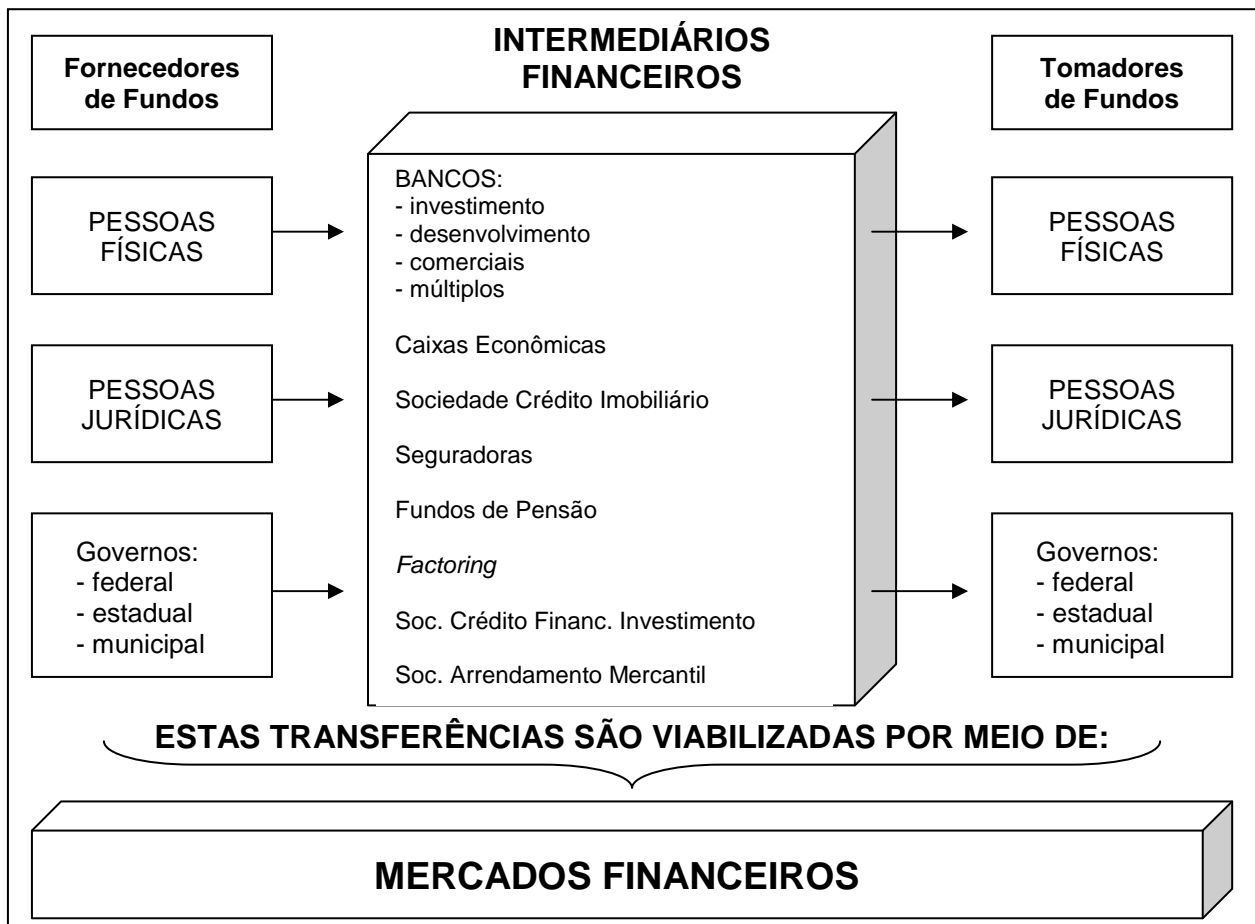 INTERMEDIÁRIOS
FINANCEIROS
Fornecedores
de Fundos
Tomadores
de Fundos
PESSOAS
FÍSICAS
PESSOAS
JURÍDICAS
Governos:
- federal
- estadual
- municipal
BANCOS:
- investimento
- desenvolvimento
- comerciais
- múltiplos
Caixas Econômicas
Sociedade Crédito Imobiliário
Seguradoras
Fundos de Pensão
Factoring
Soc. Crédito Financ. Investimento
Soc. Arrendamento Mercantil
PESSOAS
FÍSICAS
PESSOAS
JURÍDICAS
Governos:
- federal
- estadual
- municipal
ESTAS TRANSFERÊNCIAS SÃO VIABILIZADAS POR MEIO DE:
MERCADOS FINANCEIROS